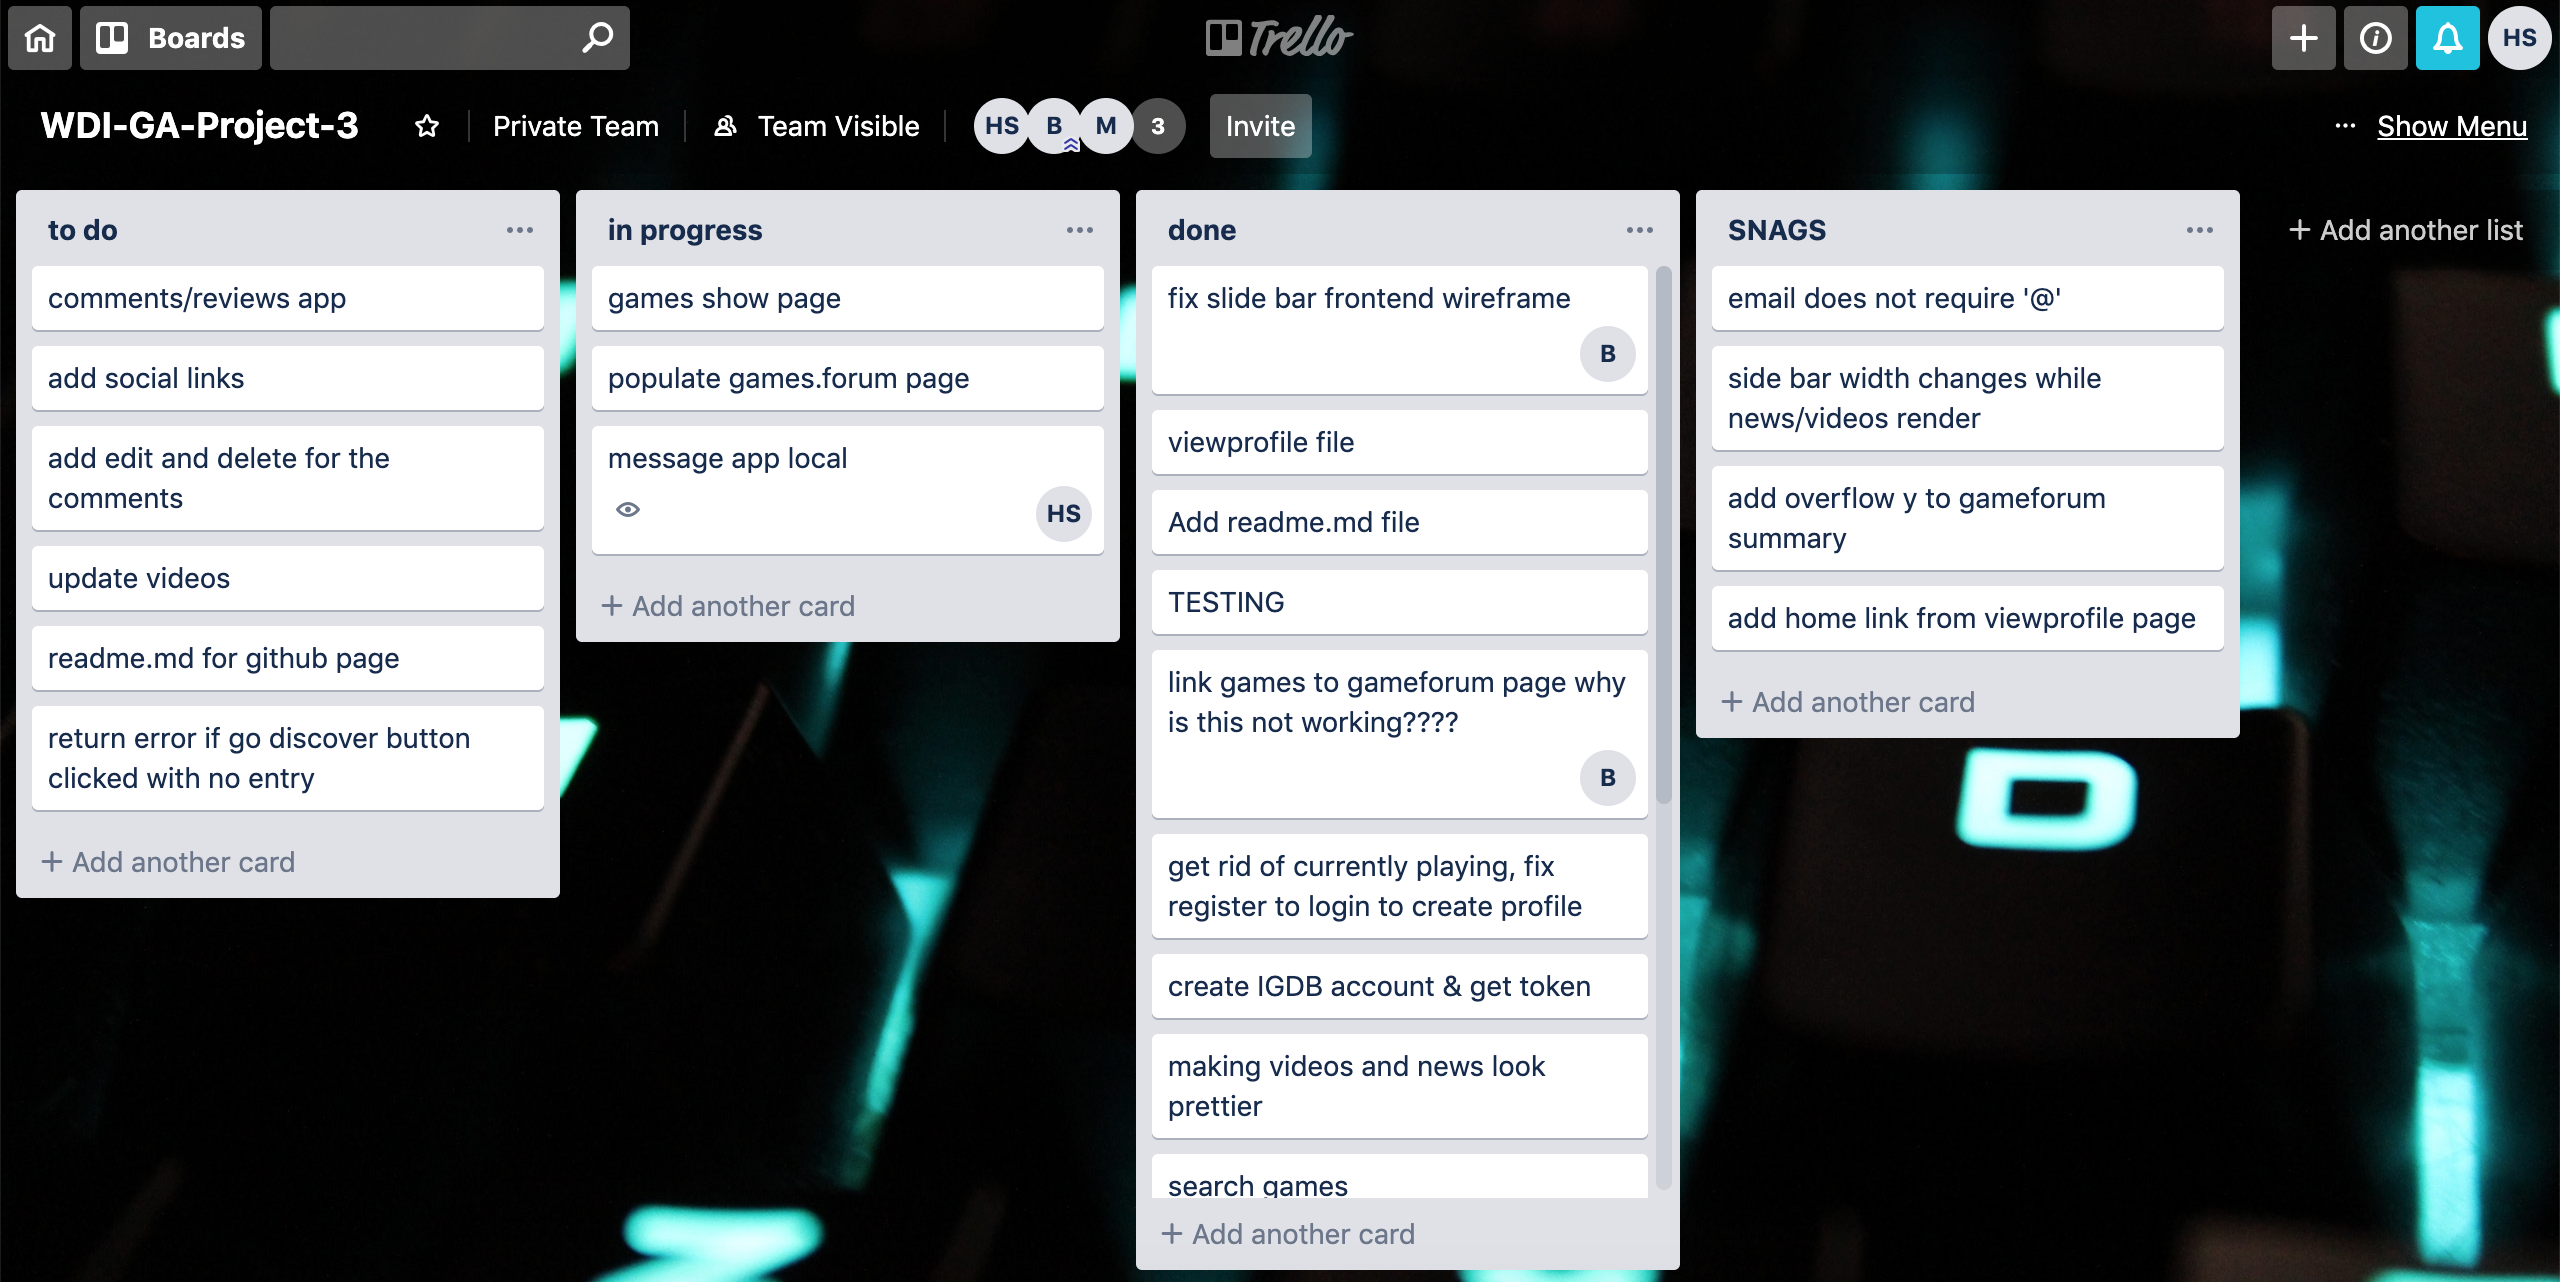 Boards
Trello
HS
WDI-GA-Project-3
Private Team
Team Visible
HS B M 3
Invite
... Show Menu
to do
comments/reviews app
add social links
add edit and delete for the
comments
update videos
readme.md for github page
return error if go discover button
clicked with no entry
+ Add another card
in progress
games show page
populate games.forum page
message app local
HS
+ Add another card
done
fix slide bar frontend wireframe
B
viewprofile file
Add readme.md file
TESTING
link games to gameforum page why
is this not working????
B
get rid of currently playing, fix
register to login to create profile
create IGDB account & get token
making videos and news look
prettier
search games
+ Add another card
SNAGS
email does not require '@'
side bar width changes while
news/videos render
add overflow y to gameforum
summary
add home link from viewprofile page
+ Add another card
+ Add another list
D